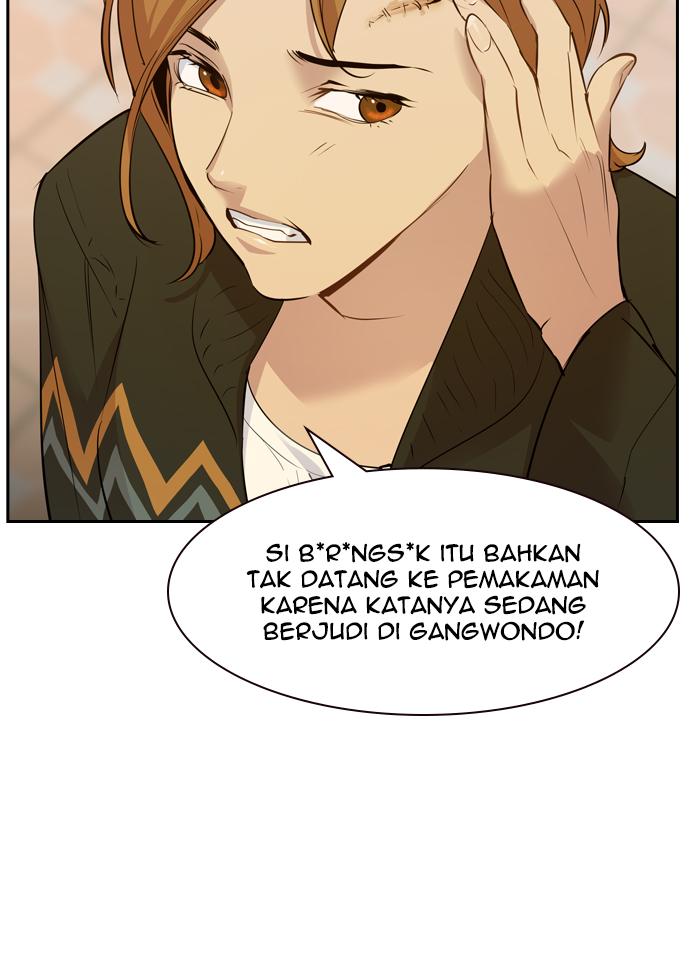 SI B*R*NGS*K ITU BAHKAN
TAK DATANG KE PEMAKAMAN
KARENA KATANYA SEDANG
BERJUDI DI GANGWONDO!